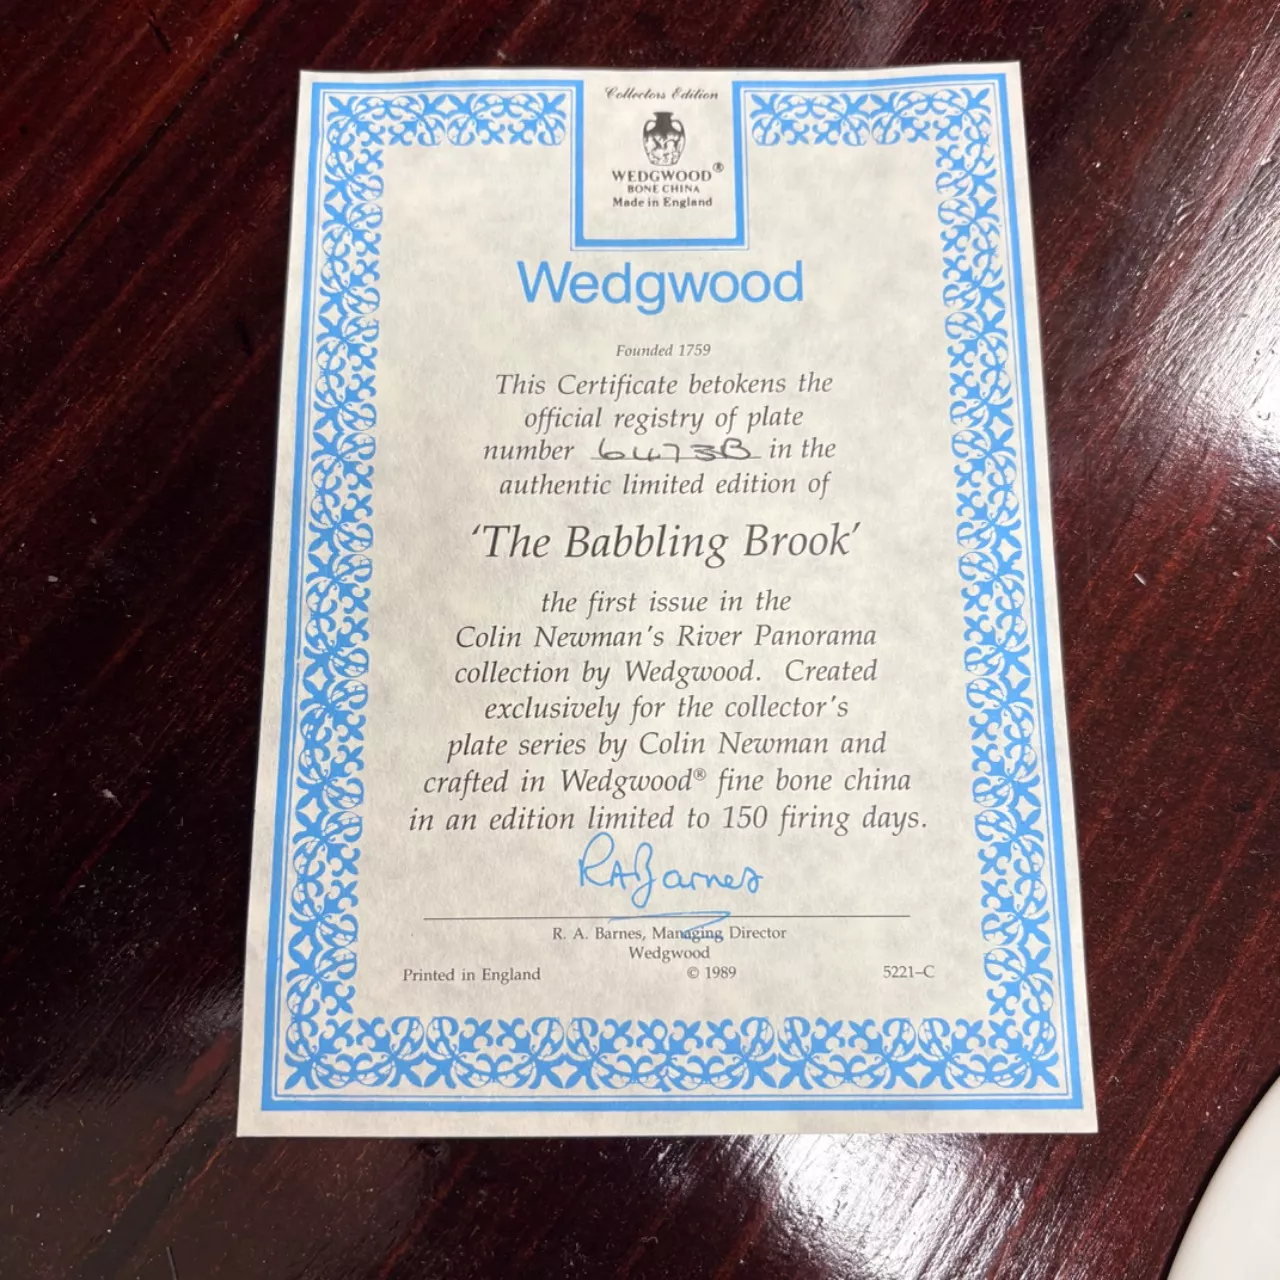 Collectors Edition
WEDGWOOD®
BONE CHINA
Made in England
Wedgwood
Founded 1759
This Certificate betokens the
official registry of plate
number 6473B in the
authentic limited edition of
‘The Babbling Brook’
the first issue in the
Colin Newman's River Panorama
collection by Wedgwood. Created
exclusively for the collector's
plate series by Colin Newman and
crafted in Wedgwood® fine bone china
in an edition limited to 150 firing days.
RABarnes
R. A. Barnes, Managing Director
Wedgwood
Printed in England © 1989 5221–C